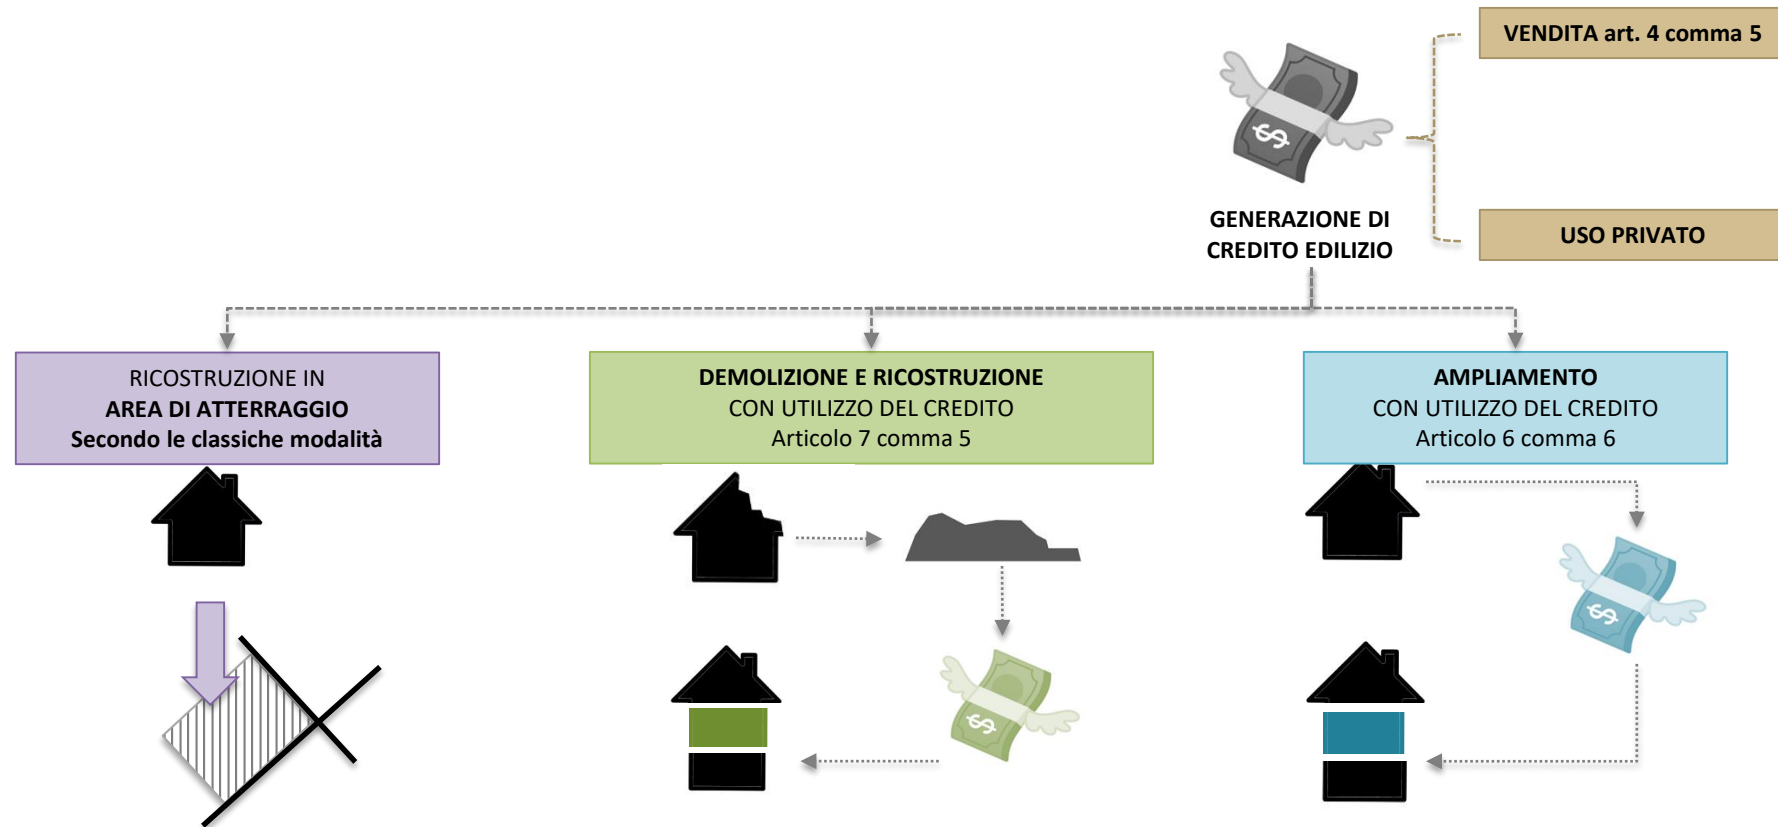 VENDITA art. 4 comma 5
GENERAZIONE DI
CREDITO EDILIZIO
USO PRIVATO
RICOSTRUZIONE IN
AREA DI ATTERRAGGIO
Secondo le classiche modalità
DEMOLIZIONE E RICOSTRUZIONE
CON UTILIZZO DEL CREDITO
Articolo 7 comma 5
AMPLIAMENTO
CON UTILIZZO DEL CREDITO
Articolo 6 comma 6